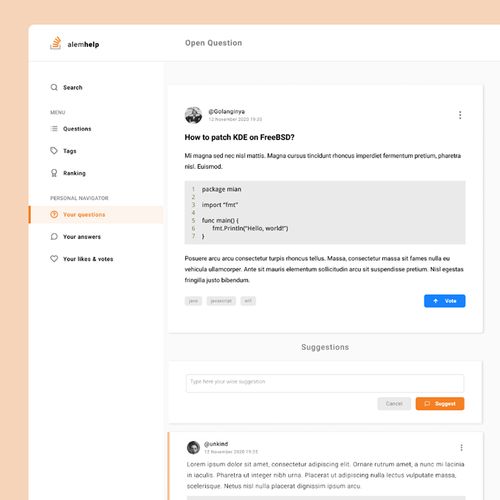 alemhelp
Open Question
Search
MENU
Questions
Tags
Ranking
PERSONAL NAVIGATOR
Your questions
Your answers
Your likes & votes
@Golanginya
12 November 2020 19:35
How to patch KDE on FreeBSD?
Mi magna sed nec nisl mattis. Magna cursus tincidunt rhoncus imperdiet fermentum pretium, pharetra
nisl. Euismod.
1 package mian
2
3 import "fmt"
4
5 func main() {
6 fmt.Println("Hello, world!")
7 }
Posuere arcu arcu consectetur turpis rhoncus tellus. Massa, consectetur massa sit fames nulla eu
vehicula ullamcorper. Ante sit mauris elementum sollicitudin arcu sit suspendisse pretium. Nisl egestas
fringilla justo bibendum.
java javascript wtf
Vote
Suggestions
Type here your wise suggestion
Cancel Suggest
@unkind
12 November 2020 19:35
Lorem ipsum dolor sit amet, consectetur adipiscing elit. Ornare rutrum amet, a nunc mi lacinia
in iaculis. Pharetra ut integer nibh urna. Placerat ut adipiscing eleifend lectus vulputate massa,
scelerisque. Netus nisl nulla placerat dignissim ipsum arcu.